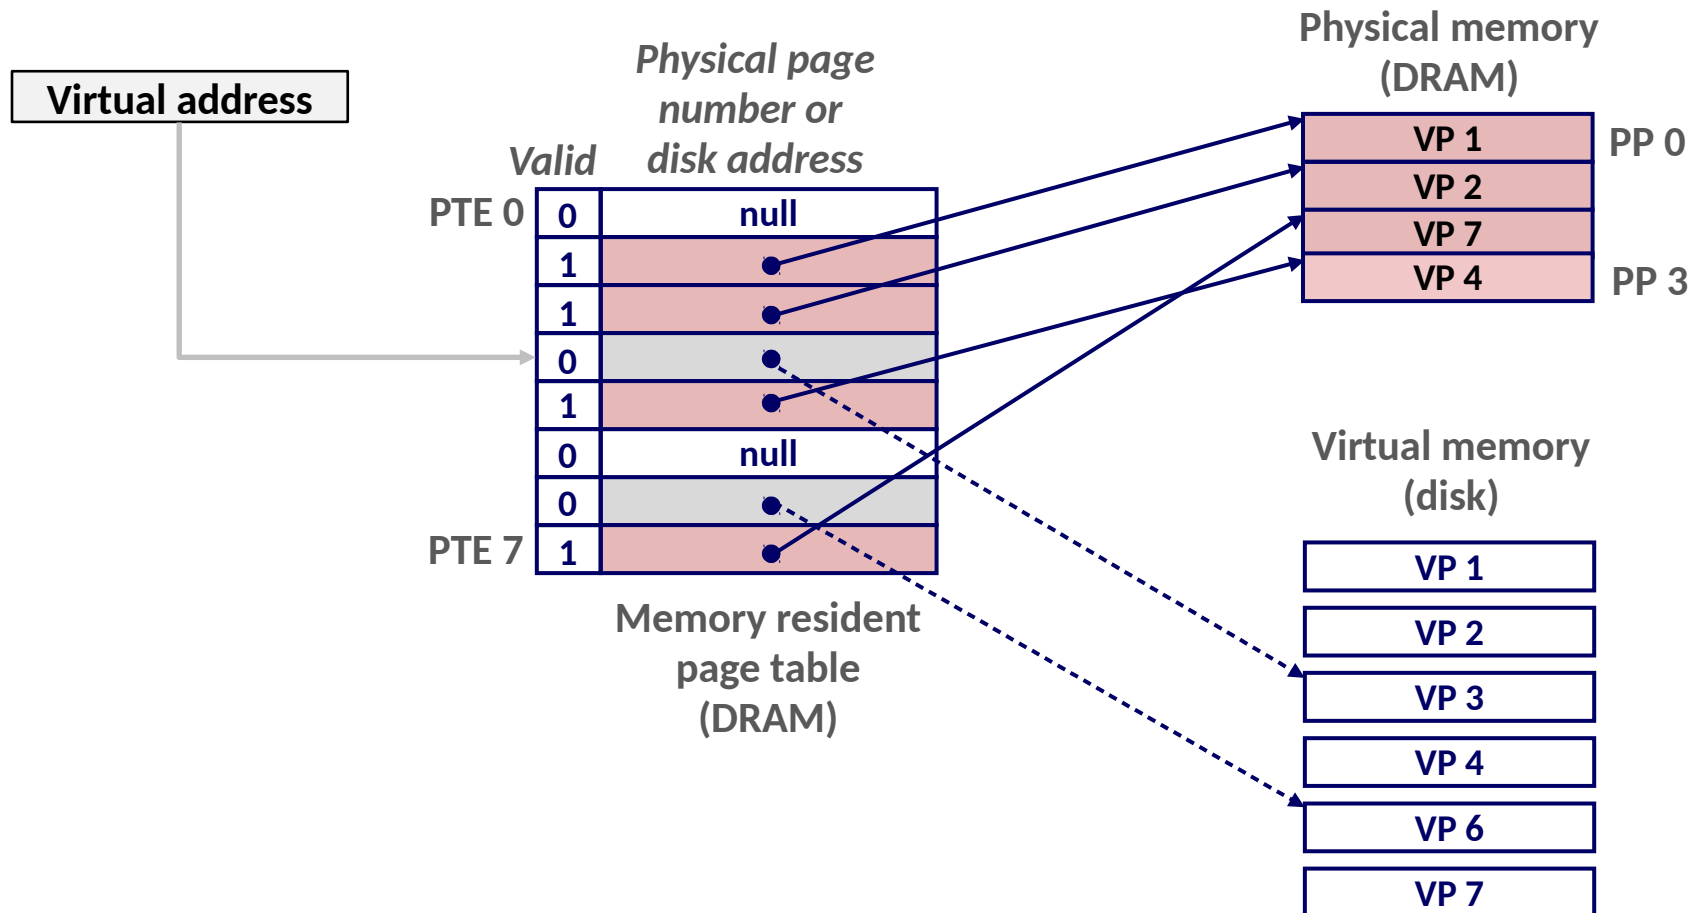 Virtual address
Physical page
number or
disk address
Valid
PTE 0
0
null
1
1
0
1
0
null
0
PTE 7
1
Memory resident
page table
(DRAM)
Physical memory
(DRAM)
VP 1
PP 0
VP 2
VP 7
VP 4
PP 3
Virtual memory
(disk)
VP 1
VP 2
VP 3
VP 4
VP 6
VP 7